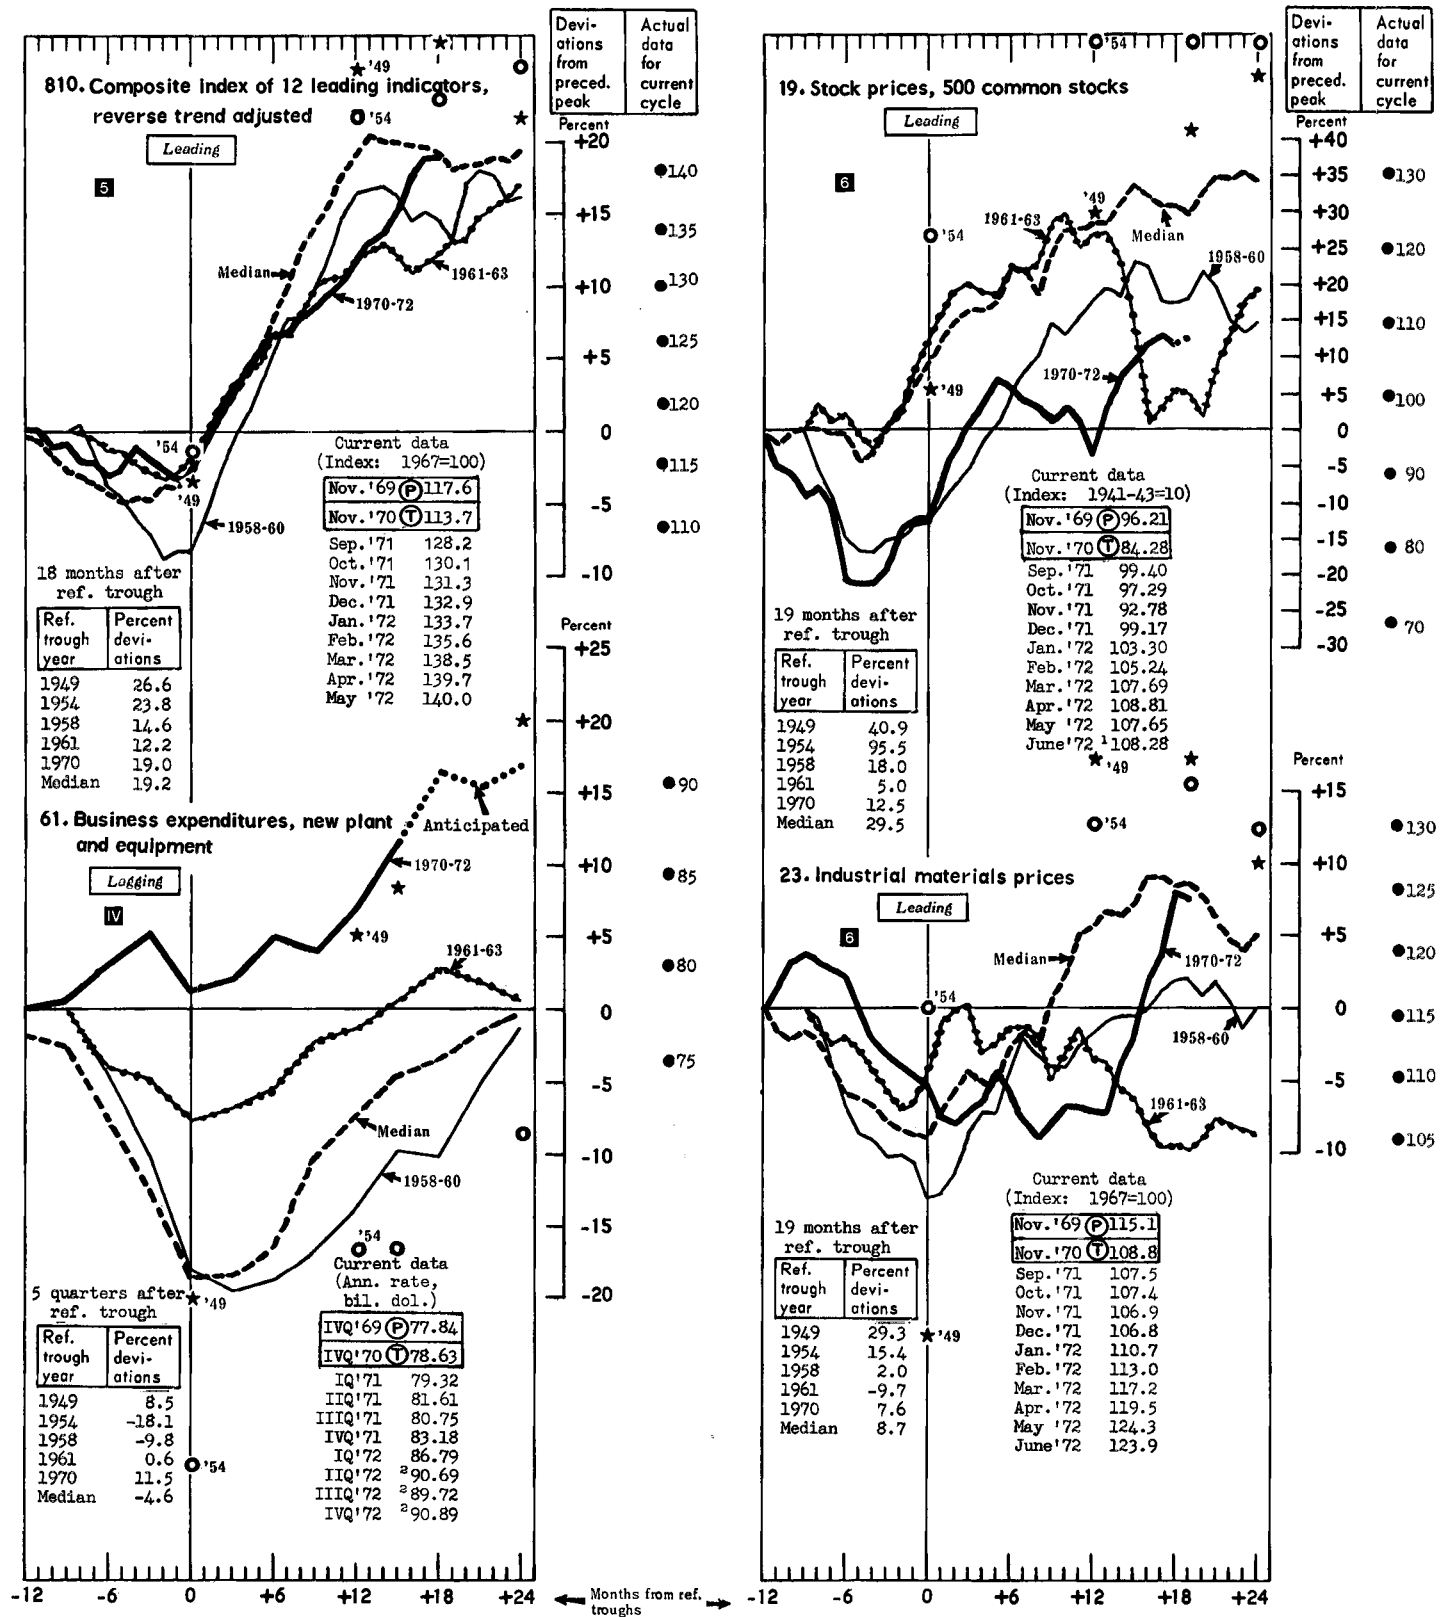 Devi-
ations
from
preced.
peak
Actual
data
for
current
cycle
810. Composite index of 12 leading indicators,
reverse trend adjusted
Leading
5
Percent
+20
+15
+10
+5
0
-5
-10
140
135
130
125
120
115
110
'49
'54
Median
1961-63
1970-72
'54
'49
1958-60
Current data
(Index: 1967=100)
Nov.'69 P 117.6
Nov.'70 T 113.7
Sep.'71 128.2
Oct.'71 130.1
Nov.'71 131.3
Dec.'71 132.9
Jan.'72 133.7
Feb.'72 135.6
Mar.'72 138.5
Apr.'72 139.7
May '72 140.0
18 months after
ref. trough
Ref. trough year Percent devi- ations
1949 26.6
1954 23.8
1958 14.6
1961 12.2
1970 19.0
Median 19.2
61. Business expenditures, new plant
and equipment
Lagging
IV
Percent
+25
+20
+15
+10
+5
0
-5
-10
-15
-20
90
85
80
75
Anticipated
1970-72
'49
1961-63
Median
1958-60
'54
'49
'54
Current data
(Ann. rate,
bil. dol.)
IVQ'69 P 77.84
IVQ'70 T 78.63
IQ'71 79.32
IIQ'71 81.61
IIIQ'71 80.75
IVQ'71 83.18
IQ'72 86.79
IIQ'72 ²90.69
IIIQ'72 ²89.72
IVQ'72 ²90.89
5 quarters after
ref. trough
Ref. trough year Percent devi- ations
1949 8.5
1954 -18.1
1958 -9.8
1961 0.6
1970 11.5
Median -4.6
-12 -6 0 +6 +12 +18 +24
Months from ref.
troughs
Devi-
ations
from
preced.
peak
Actual
data
for
current
cycle
19. Stock prices, 500 common stocks
Leading
6
Percent
+40
+35
+30
+25
+20
+15
+10
+5
0
-5
-10
-15
-20
-25
-30
130
120
110
100
90
80
70
'54
'54
1961-63
'49
Median
1958-60
1970-72
'49
Current data
(Index: 1941-43=10)
Nov.'69 P 96.21
Nov.'70 T 84.28
Sep.'71 99.40
Oct.'71 97.29
Nov.'71 92.78
Dec.'71 99.17
Jan.'72 103.30
Feb.'72 105.24
Mar.'72 107.69
Apr.'72 108.81
May '72 107.65
June'72 ¹108.28
19 months after
ref. trough
Ref. trough year Percent devi- ations
1949 40.9
1954 95.5
1958 18.0
1961 5.0
1970 12.5
Median 29.5
23. Industrial materials prices
Leading
6
Percent
+15
+10
+5
0
-5
-10
130
125
120
115
110
105
'49
'54
Median
1970-72
'54
1958-60
1961-63
'49
Current data
(Index: 1967=100)
Nov.'69 P 115.1
Nov.'70 T 108.8
Sep.'71 107.5
Oct.'71 107.4
Nov.'71 106.9
Dec.'71 106.8
Jan.'72 110.7
Feb.'72 113.0
Mar.'72 117.2
Apr.'72 119.5
May '72 124.3
June'72 123.9
19 months after
ref. trough
Ref. trough year Percent devi- ations
1949 29.3
1954 15.4
1958 2.0
1961 -9.7
1970 7.6
Median 8.7
-12 -6 0 +6 +12 +18 +24